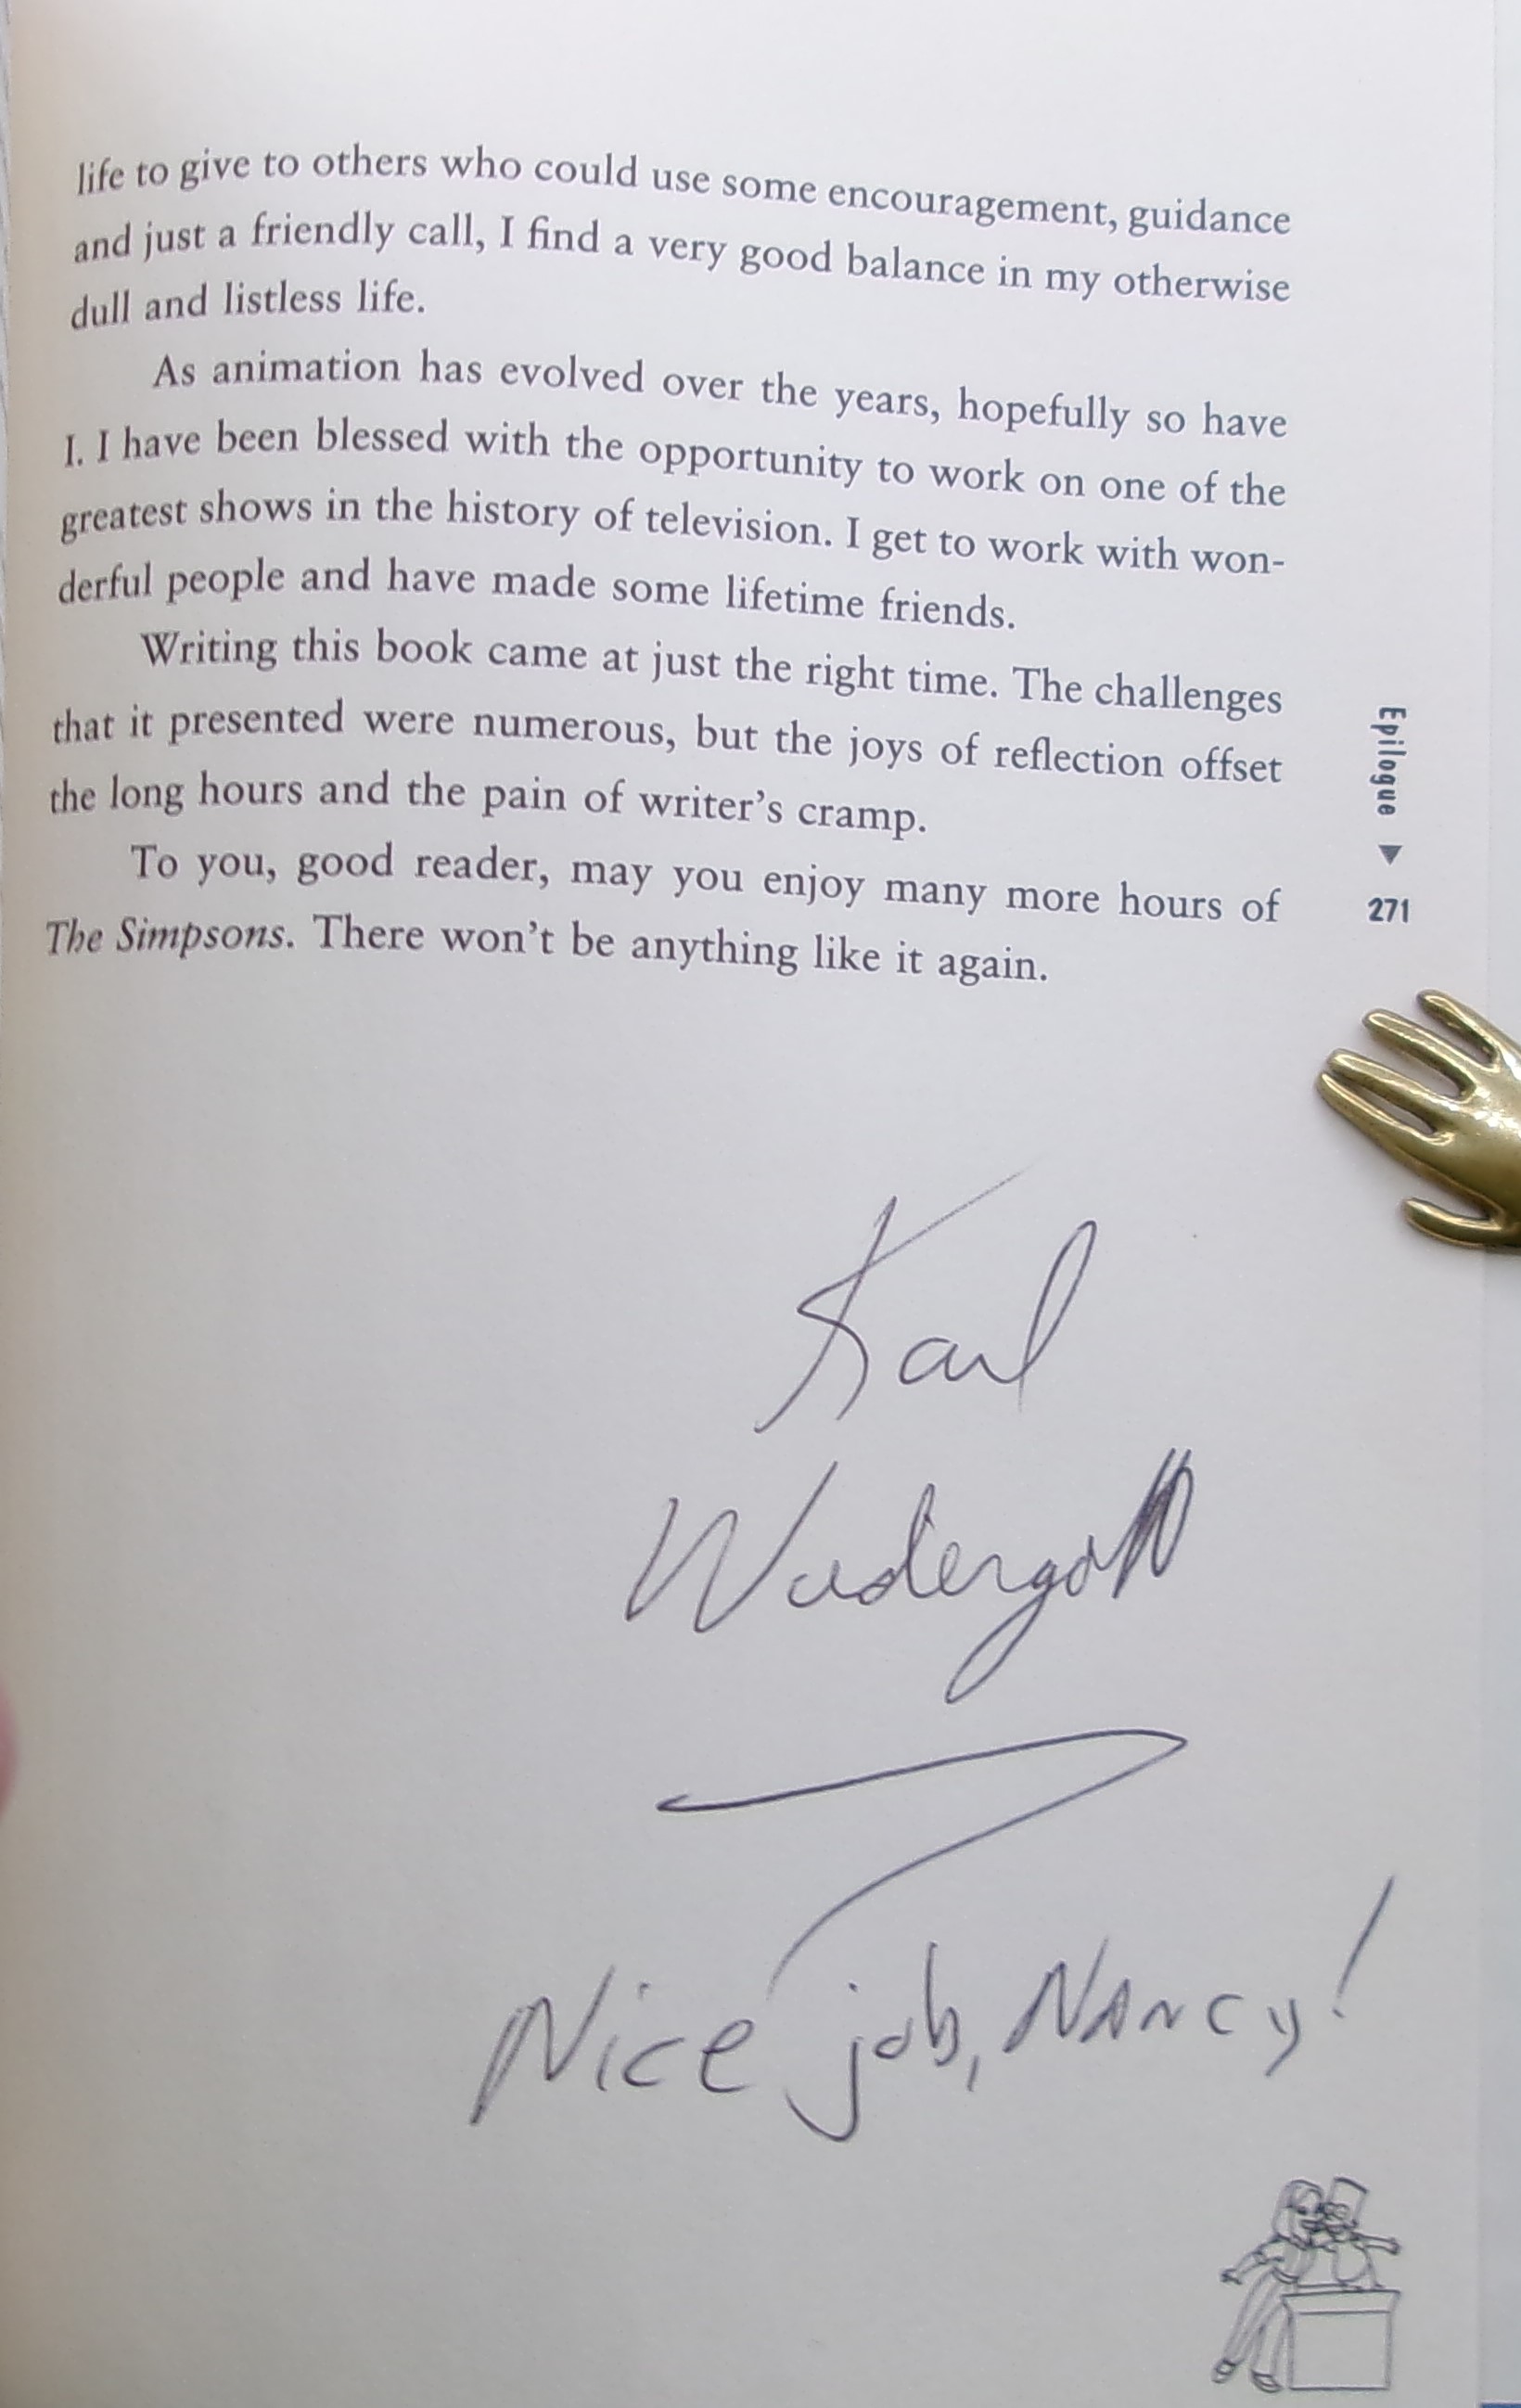 life to give to others who could use some encouragement, guidance
and just a friendly call, I find a very good balance in my otherwise
dull and listless life.
As animation has evolved over the years, hopefully so have
I. I have been blessed with the opportunity to work on one of the
greatest shows in the history of television. I get to work with won-
derful people and have made some lifetime friends.
Writing this book came at just the right time. The challenges
that it presented were numerous, but the joys of reflection offset
the long hours and the pain of writer's cramp.
To you, good reader, may you enjoy many more hours of
The Simpsons. There won't be anything like it again.
Epilogue ▶ 271
Karl
Nice job, Nancy!